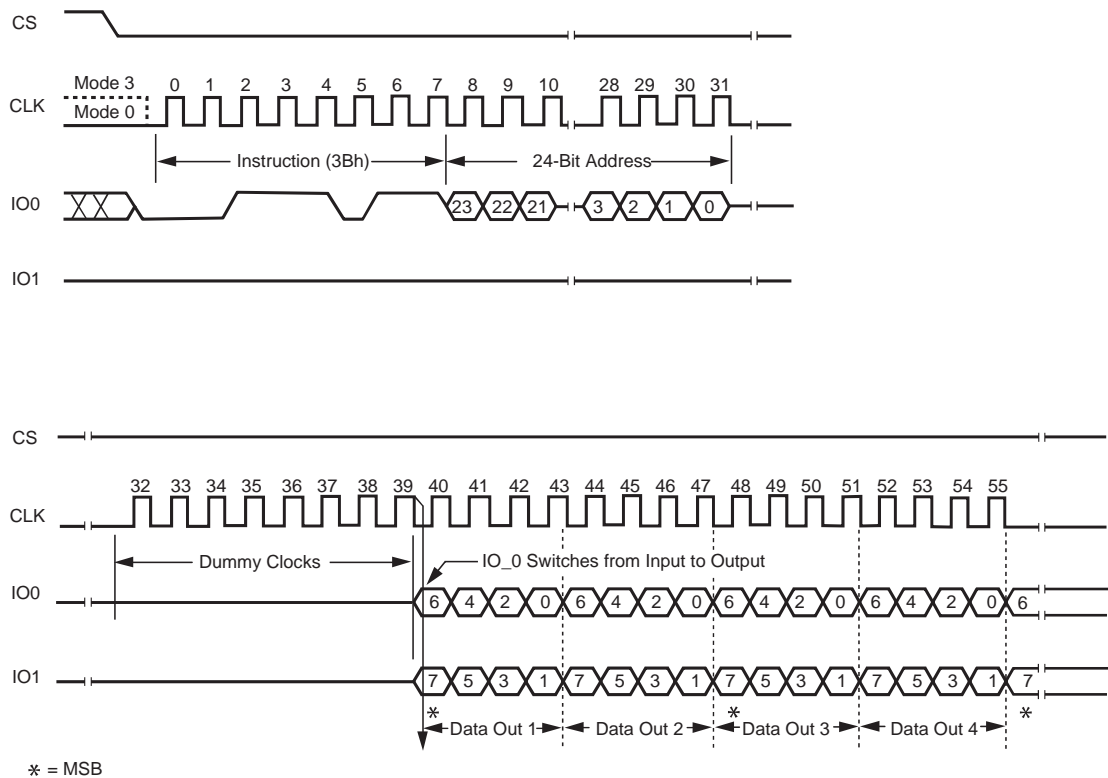 CS
Mode 3
0 1 2 3 4 5 6 7 8 9 10 28 29 30 31
CLK
Mode 0
Instruction (3Bh)
24-Bit Address
IO0
23 22 21 3 2 1 0
IO1
CS
32 33 34 35 36 37 38 39 40 41 42 43 44 45 46 47 48 49 50 51 52 53 54 55
CLK
Dummy Clocks
IO_0 Switches from Input to Output
IO0
6 4 2 0 6 4 2 0 6 4 2 0 6 4 2 0 6
IO1
7 5 3 1 7 5 3 1 7 5 3 1 7 5 3 1 7
* * *
Data Out 1 Data Out 2 Data Out 3 Data Out 4
* = MSB